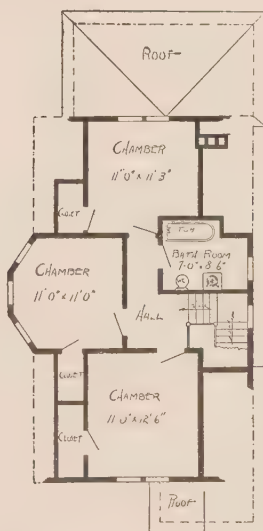 ROOF
CHAMBER
11'0" x 11'3"
CLOSET
TUB
BATH ROOM
7'0" x 8'6"
CHAMBER
11'0" x 11'0"
HALL
CLOSET
CHAMBER
11'0" x 12'6"
CLOSET
ROOF